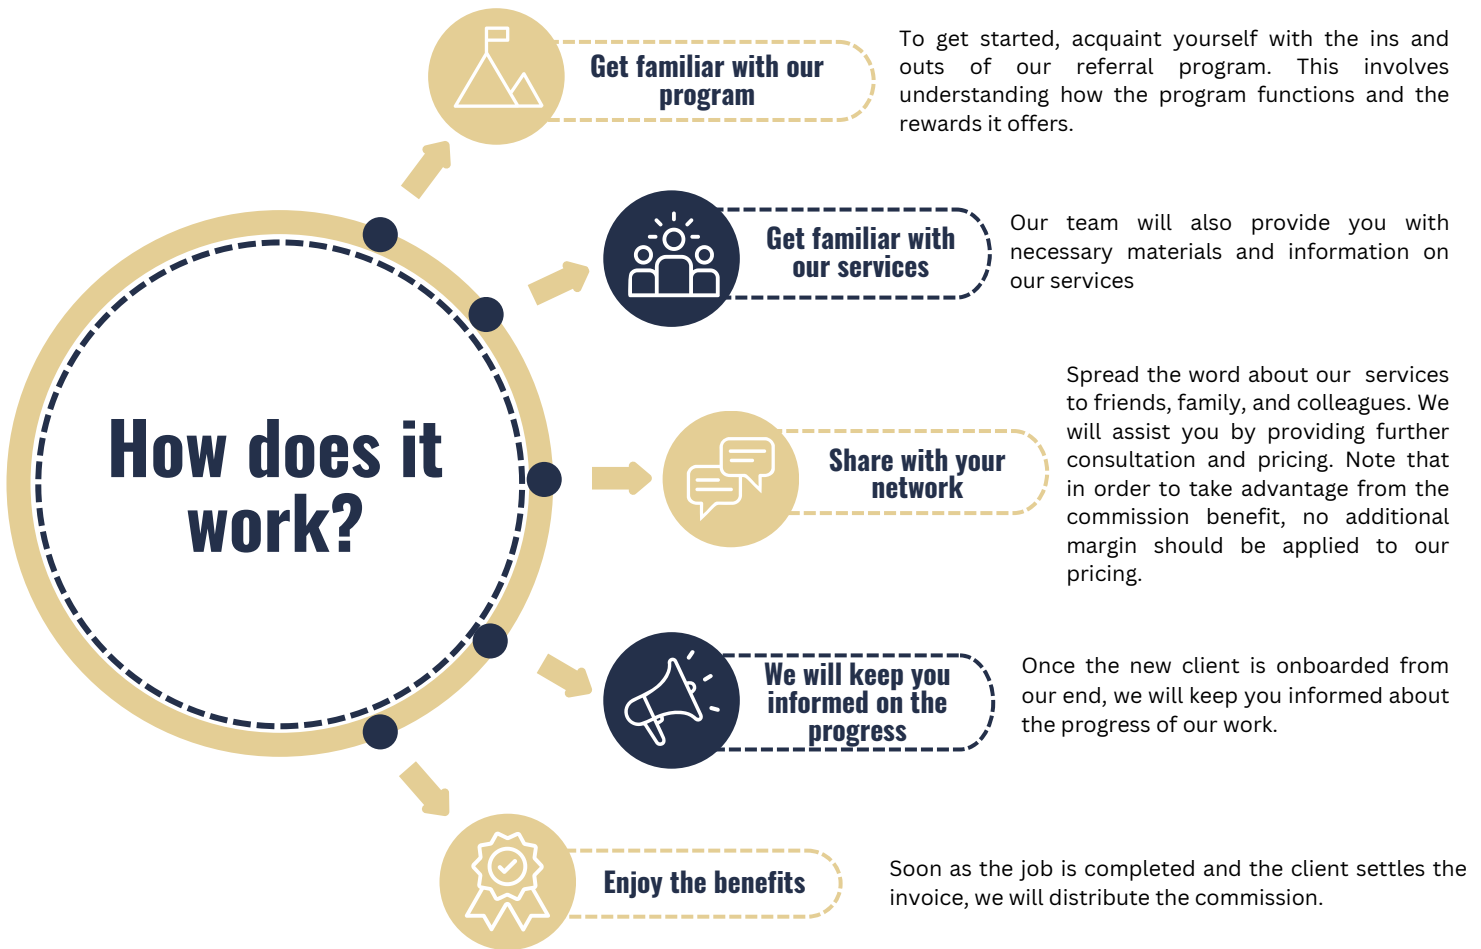 How does it
work?
Get familiar with our
program
To get started, acquaint yourself with the ins and
outs of our referral program. This involves
understanding how the program functions and the
rewards it offers.
Get familiar with
our services
Our team will also provide you with
necessary materials and information on
our services
Share with your
network
Spread the word about our services
to friends, family, and colleagues. We
will assist you by providing further
consultation and pricing. Note that
in order to take advantage from the
commission benefit, no additional
margin should be applied to our
pricing.
We will keep you
informed on the
progress
Once the new client is onboarded from
our end, we will keep you informed about
the progress of our work.
Enjoy the benefits
Soon as the job is completed and the client settles the
invoice, we will distribute the commission.